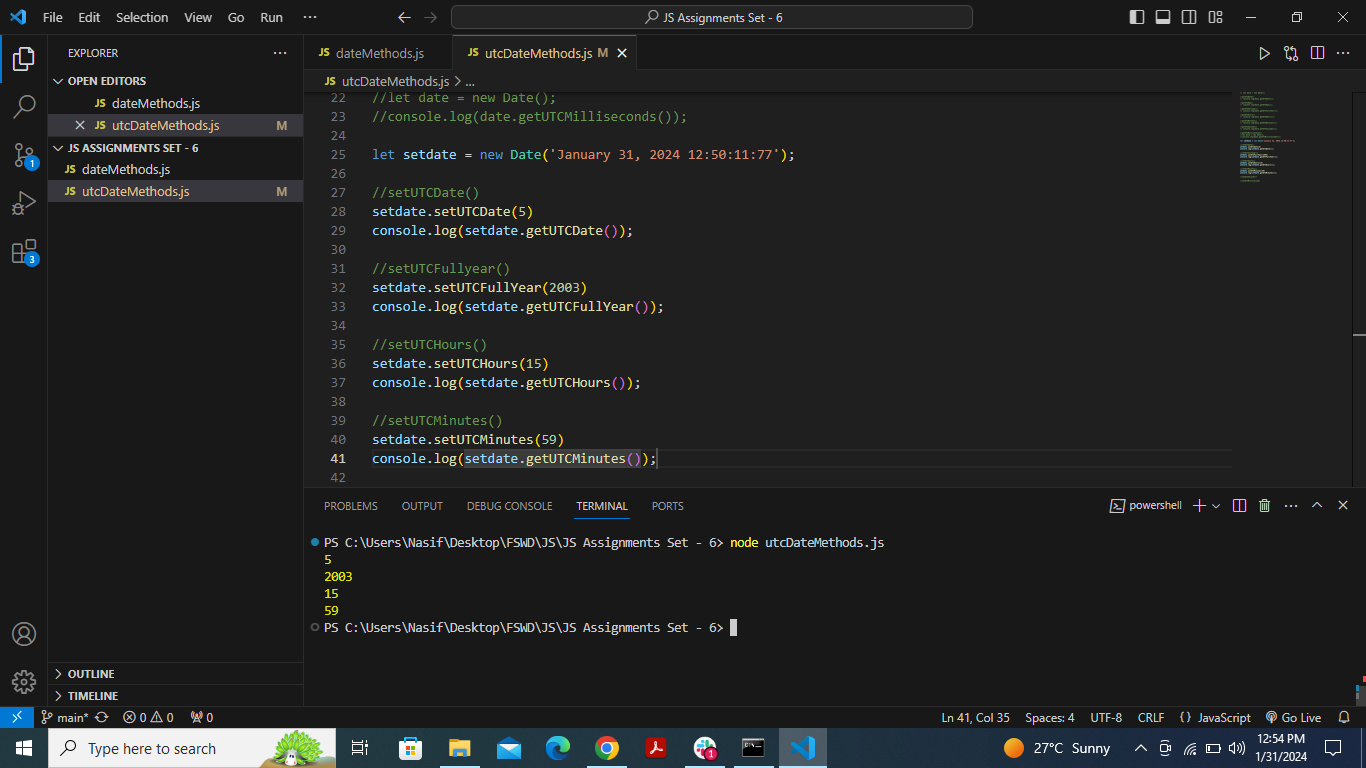 File Edit Selection View Go Run ···
JS Assignments Set - 6
EXPLORER
OPEN EDITORS
JS dateMethods.js
JS utcDateMethods.js M
JS ASSIGNMENTS SET - 6
JS dateMethods.js
JS utcDateMethods.js M
1
3
OUTLINE
TIMELINE
JS dateMethods.js
JS utcDateMethods.js M
JS utcDateMethods.js > ...
22 //let date = new Date();
23 //console.log(date.getUTCMilliseconds());
24
25 let setdate = new Date('January 31, 2024 12:50:11:77');
26
27 //setUTCDate()
28 setdate.setUTCDate(5)
29 console.log(setdate.getUTCDate());
30
31 //setUTCFullyear()
32 setdate.setUTCFullYear(2003)
33 console.log(setdate.getUTCFullYear());
34
35 //setUTCHours()
36 setdate.setUTCHours(15)
37 console.log(setdate.getUTCHours());
38
39 //setUTCMinutes()
40 setdate.setUTCMinutes(59)
41 console.log(setdate.getUTCMinutes());
42
PROBLEMS OUTPUT DEBUG CONSOLE TERMINAL PORTS
powershell
PS C:\Users\Nasif\Desktop\FSWD\JS\JS Assignments Set - 6> node utcDateMethods.js
5
2003
15
59
PS C:\Users\Nasif\Desktop\FSWD\JS\JS Assignments Set - 6>
main* 0 0 0
Ln 41, Col 35 Spaces: 4 UTF-8 CRLF {} JavaScript Go Live
Type here to search
1
27°C Sunny
12:54 PM
1/31/2024